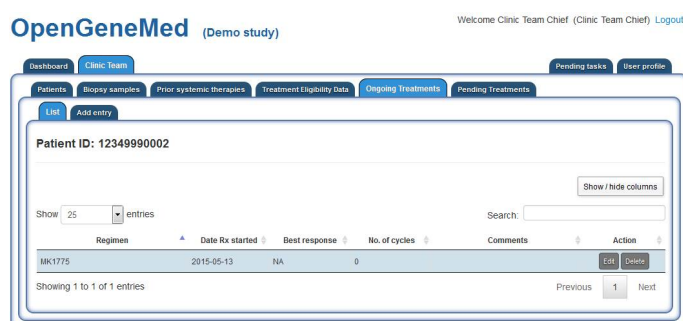 OpenGeneMed (Demo study)
Welcome Clinic Team Chief (Clinic Team Chief) Logout
Dashboard Clinic Team Pending tasks User profile
Patients Biopsy samples Prior systemic therapies Treatment Eligibility Data Ongoing Treatments Pending Treatments
List Add entry
Patient ID: 12349990002
Show / hide columns
Show 25 entries Search:
Regimen Date Rx started Best response No. of cycles Comments Action
MK1775 2015-05-13 NA 0 Edit Delete
Showing 1 to 1 of 1 entries Previous 1 Next